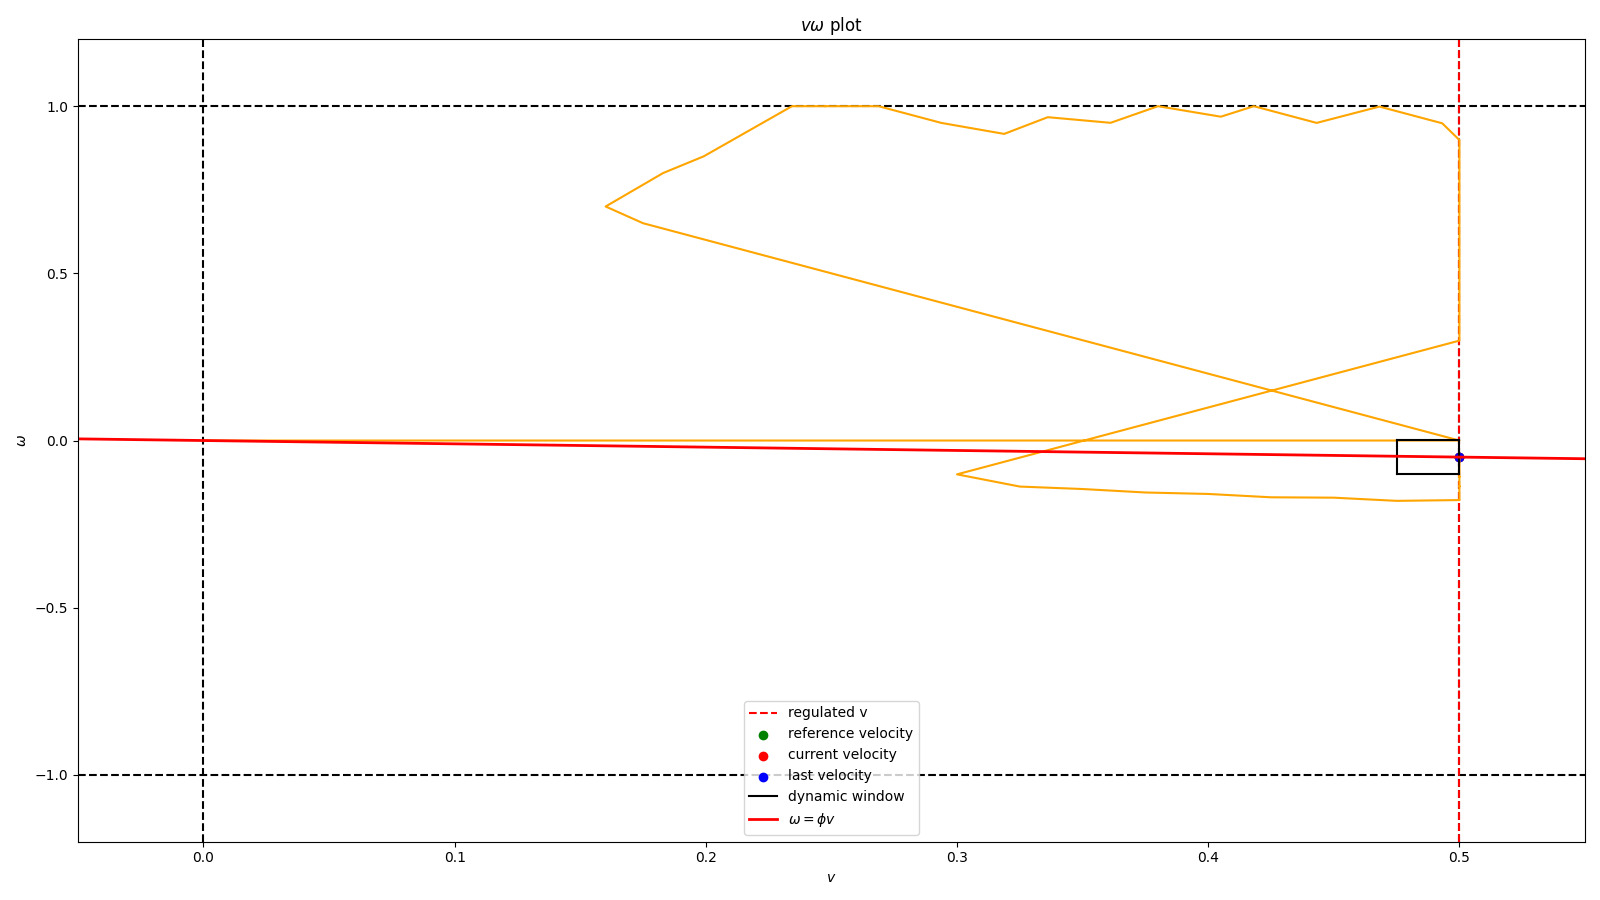 vω plot
1.0
0.5
0.0
−0.5
−1.0
ω
regulated v
reference velocity
current velocity
last velocity
dynamic window
ω = ϕv
0.0 0.1 0.2 0.3 0.4 0.5
v